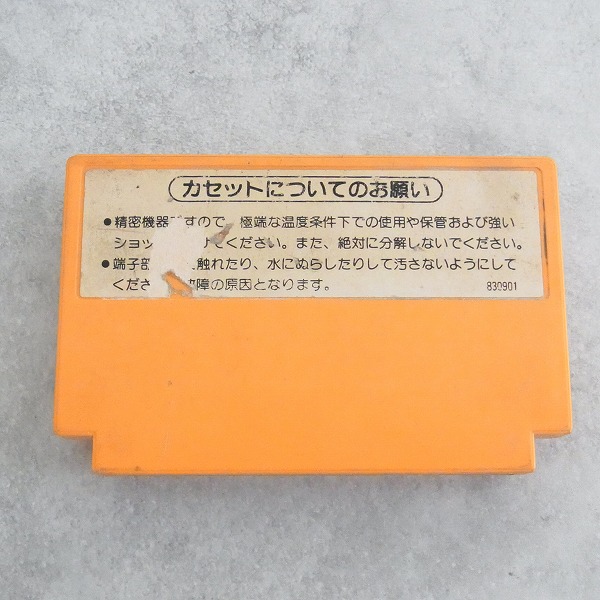 カセットについてのお願い
●精密機器 すので、極端な温度条件下での使用や保管および強い
ショッ ください。また、絶対に分解しないでください。
●端子部 触れたり、水にぬらしたりして汚さないようにして
くださ 障の原因となります。
830901